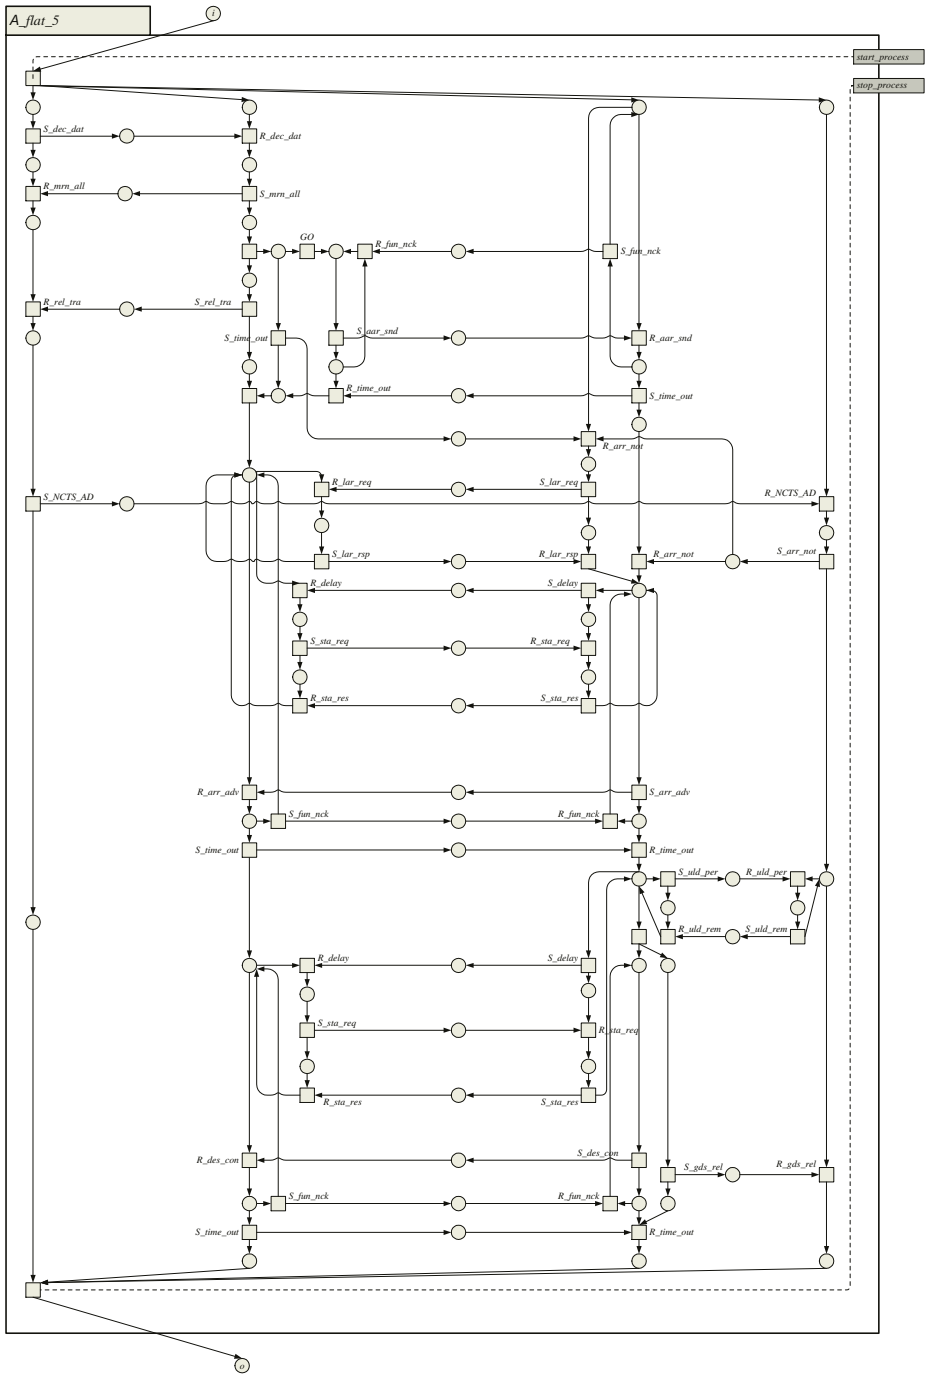 A_flat_5
i
start_process
stop_process
S_dec_dat
R_dec_dat
R_mrn_all
S_mrn_all
GO
R_fun_nck
S_fun_nck
R_rel_tra
S_rel_tra
S_time_out
S_aar_snd
R_aar_snd
R_time_out
S_time_out
R_arr_not
R_lar_req
S_lar_req
S_NCTS_AD
R_NCTS_AD
S_lar_rsp
R_lar_rsp
R_arr_not
S_arr_not
R_delay
S_delay
S_sta_req
R_sta_req
R_sta_res
S_sta_res
R_arr_adv
S_arr_adv
S_fun_nck
R_fun_nck
S_time_out
R_time_out
S_uld_per
R_uld_per
R_uld_rem
S_uld_rem
R_delay
S_delay
S_sta_req
R_sta_req
R_sta_res
S_sta_res
R_des_con
S_des_con
S_gds_rel
R_gds_rel
S_fun_nck
R_fun_nck
S_time_out
R_time_out
o